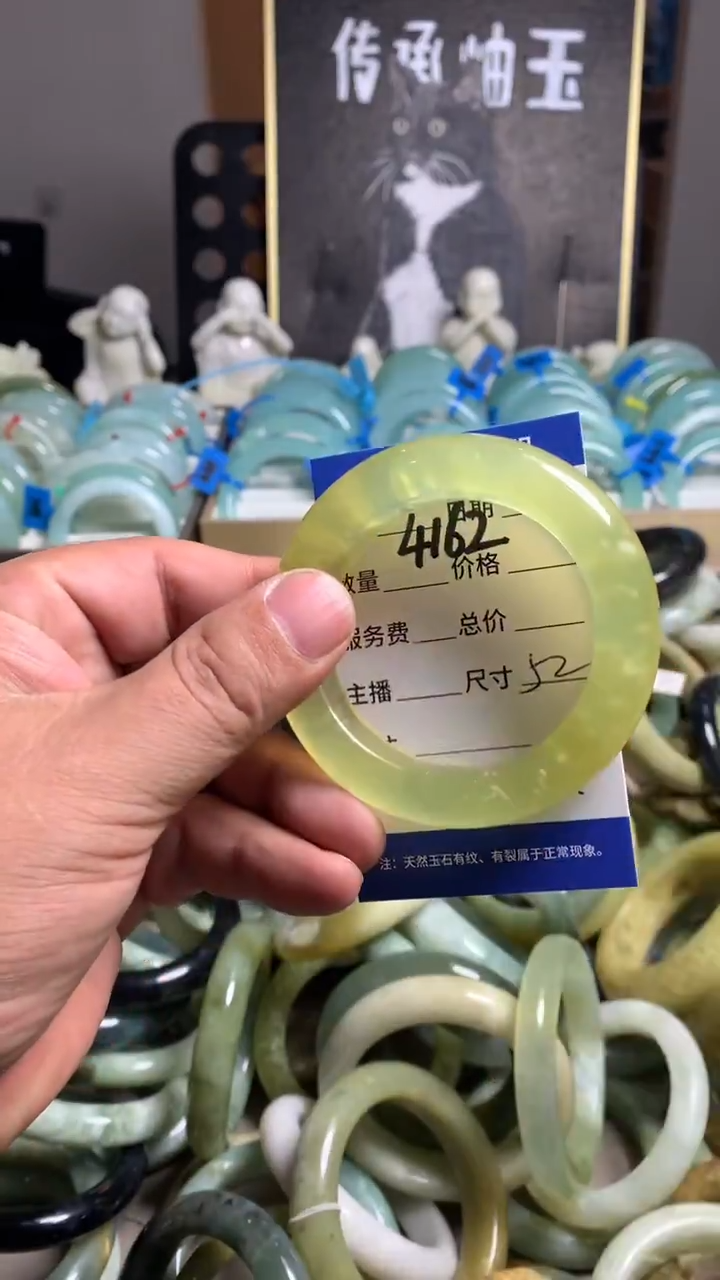 传承岫玉
日期
4162
数量 价格
服务费 总价
主播 尺寸 52
注：天然玉石有纹、有裂属于正常现象。